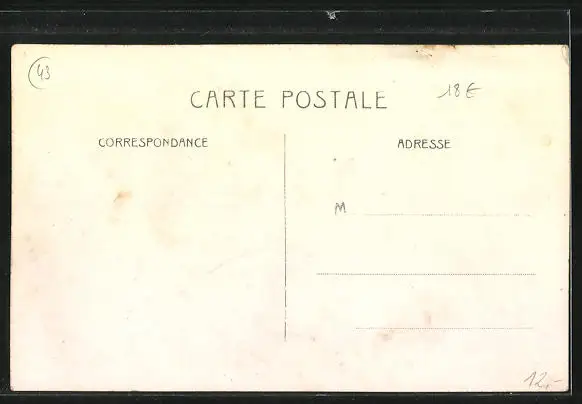 43
18€
CARTE POSTALE
CORRESPONDANCE
ADRESSE
M
12,-